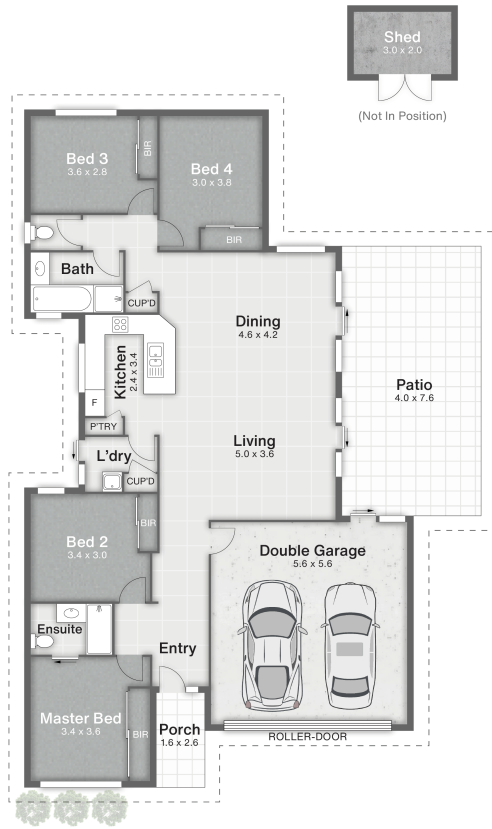 Shed
3.0 x 2.0
(Not In Position)
Bed 3
3.6 x 2.8
BIR
Bed 4
3.0 x 3.8
BIR
Bath
CUP'D
Dining
4.6 x 4.2
Kitchen
2.4 x 3.4
F
P'TRY
Patio
4.0 x 7.6
Living
5.0 x 3.6
L'dry
CUP'D
Bed 2
3.4 x 3.0
BIR
Double Garage
5.6 x 5.6
Ensuite
Entry
Master Bed
3.4 x 3.6
BIR
Porch
1.6 x 2.6
ROLLER-DOOR